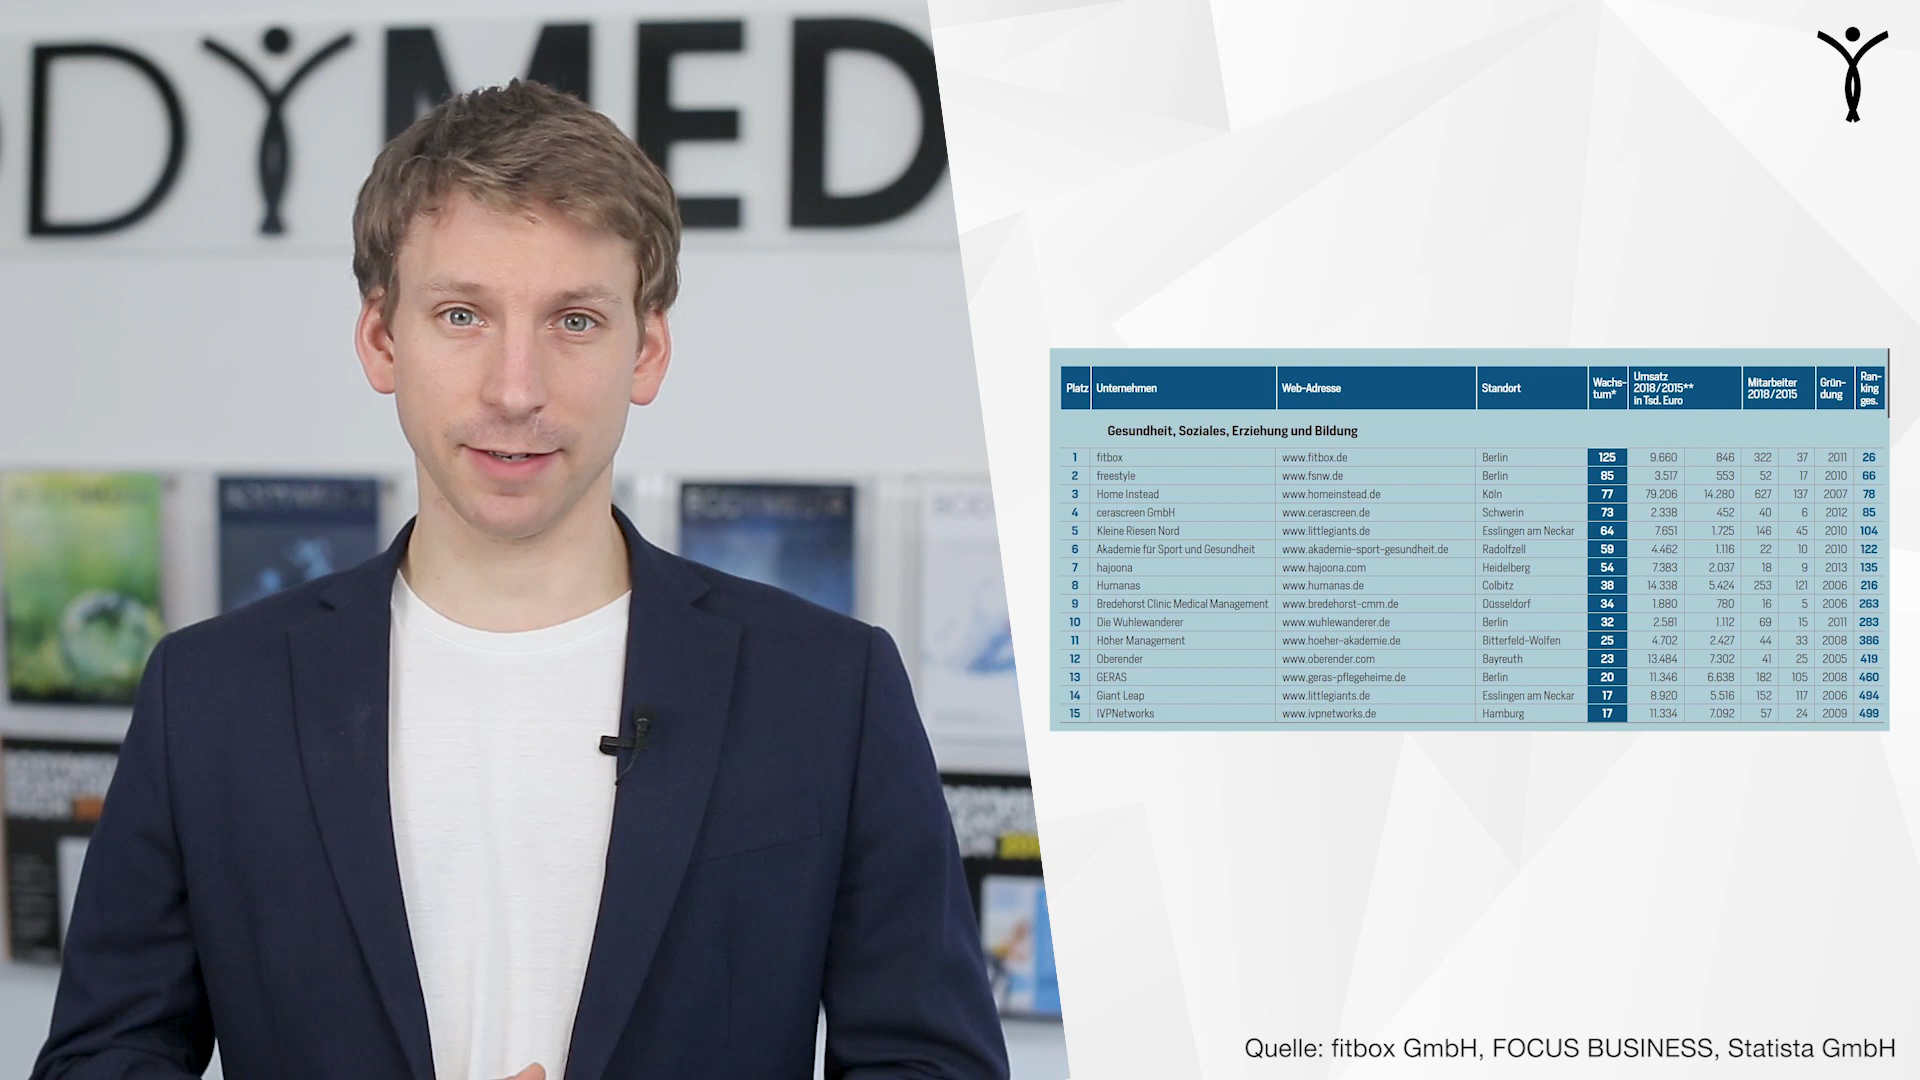 DYMED
Platz Unternehmen Web-Adresse Standort Wachs-tum* Umsatz 2018/2015** in Tsd. Euro Mitarbeiter 2018/2015 Grün-dung Ran-king ges.
Gesundheit, Soziales, Erziehung und Bildung
1 fitbox www.fitbox.de Berlin 125 9.660 846 322 37 2011 26
2 freestyle www.fsnw.de Berlin 85 3.517 553 52 17 2010 66
3 Home Instead www.homeinstead.de Köln 77 79.206 14.280 627 137 2007 78
4 cerascreen GmbH www.cerascreen.de Schwerin 73 2.338 452 40 6 2012 85
5 Kleine Riesen Nord www.littlegiants.de Esslingen am Neckar 64 7.651 1.725 146 45 2010 104
6 Akademie für Sport und Gesundheit www.akademie-sport-gesundheit.de Radolfzell 59 4.462 1.116 22 10 2010 122
7 hajoona www.hajoona.com Heidelberg 54 7.383 2.037 18 9 2013 135
8 Humanas www.humanas.de Colbitz 38 14.338 5.424 253 121 2006 216
9 Bredehorst Clinic Medical Management www.bredehorst-cmm.de Düsseldorf 34 1.880 780 16 5 2006 263
10 Die Wuhlewanderer www.wuhlewanderer.de Berlin 32 2.581 1.112 69 15 2011 283
11 Höher Management www.hoeher-akademie.de Bitterfeld-Wolfen 25 4.702 2.427 44 33 2008 386
12 Oberender www.oberender.com Bayreuth 23 13.484 7.302 41 25 2005 419
13 GERAS www.geras-pflegeheime.de Berlin 20 11.346 6.638 182 105 2008 460
14 Giant Leap www.littlegiants.de Esslingen am Neckar 17 8.920 5.516 152 117 2006 494
15 IVPNetworks www.ivpnetworks.de Hamburg 17 11.334 7.092 57 24 2009 499
Quelle: fitbox GmbH, FOCUS BUSINESS, Statista GmbH